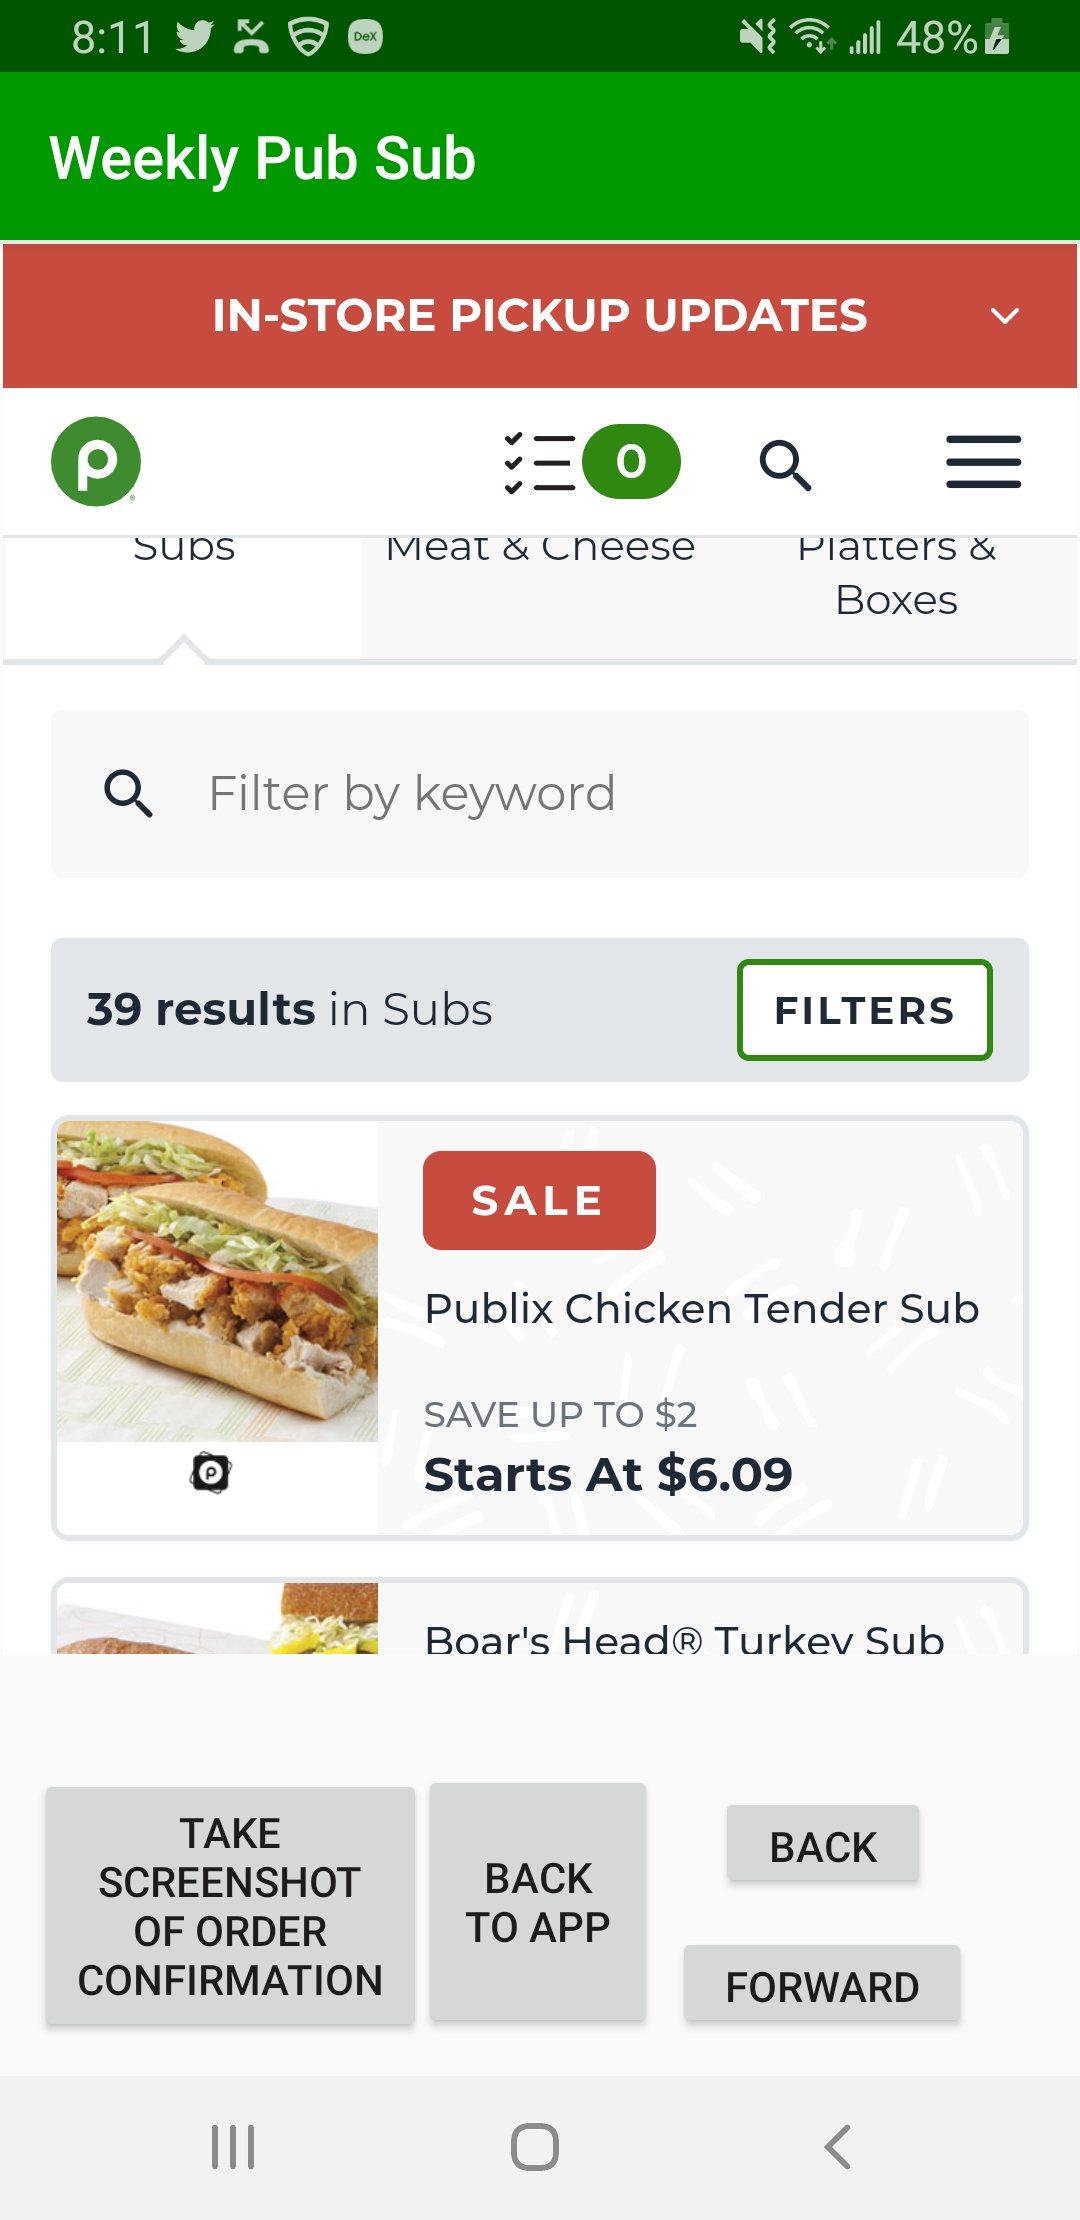 8:11 DeX 48%
Weekly Pub Sub
IN-STORE PICKUP UPDATES
p 0
Subs Meat & Cheese Platters &
Boxes
Filter by keyword
39 results in Subs FILTERS
SALE
Publix Chicken Tender Sub
SAVE UP TO $2
Starts At $6.09
p
Boar's Head® Turkey Sub
TAKE
SCREENSHOT
OF ORDER
CONFIRMATION
BACK
TO APP
BACK
FORWARD